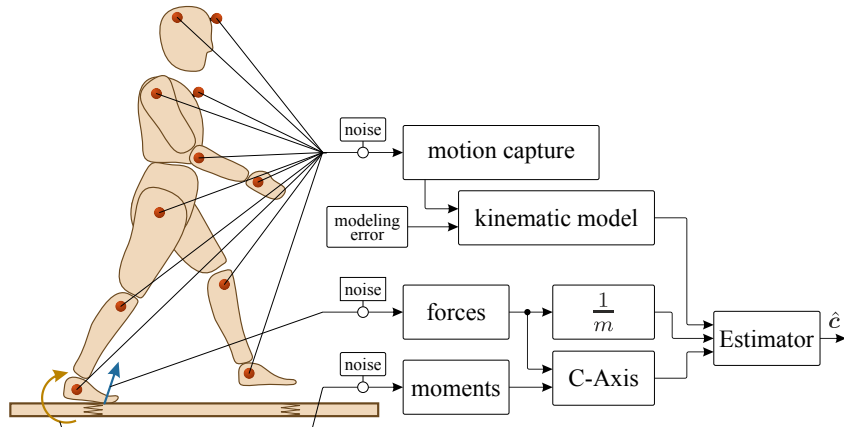 noise
motion capture
kinematic model
modeling
error
noise
forces
1
m
ĉ
Estimator
noise
moments
C-Axis